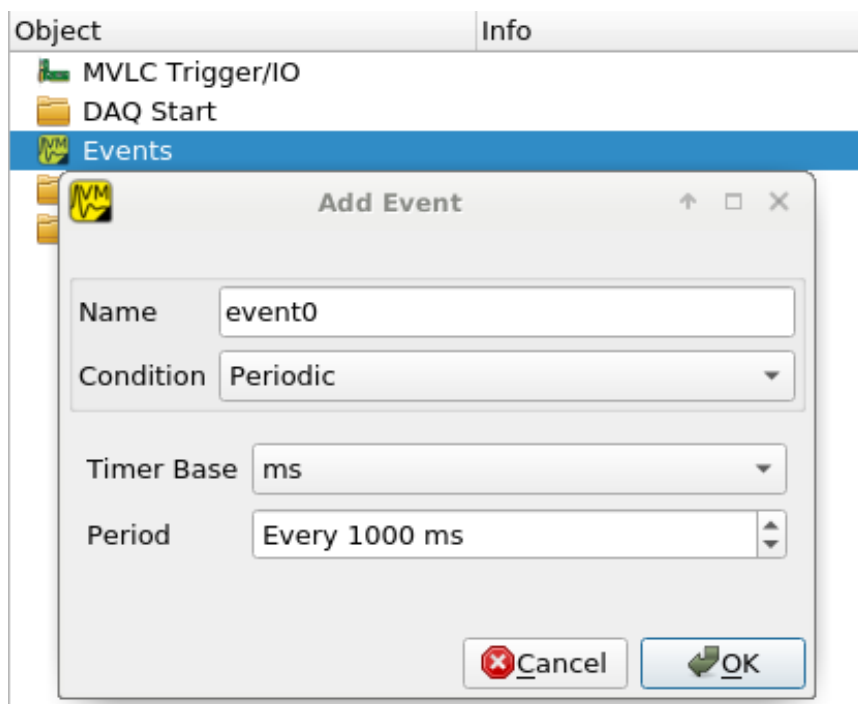 Object Info
MVLC Trigger/IO
DAQ Start
Events
Add Event
Name event0
Condition Periodic
Timer Base ms
Period Every 1000 ms
Cancel OK